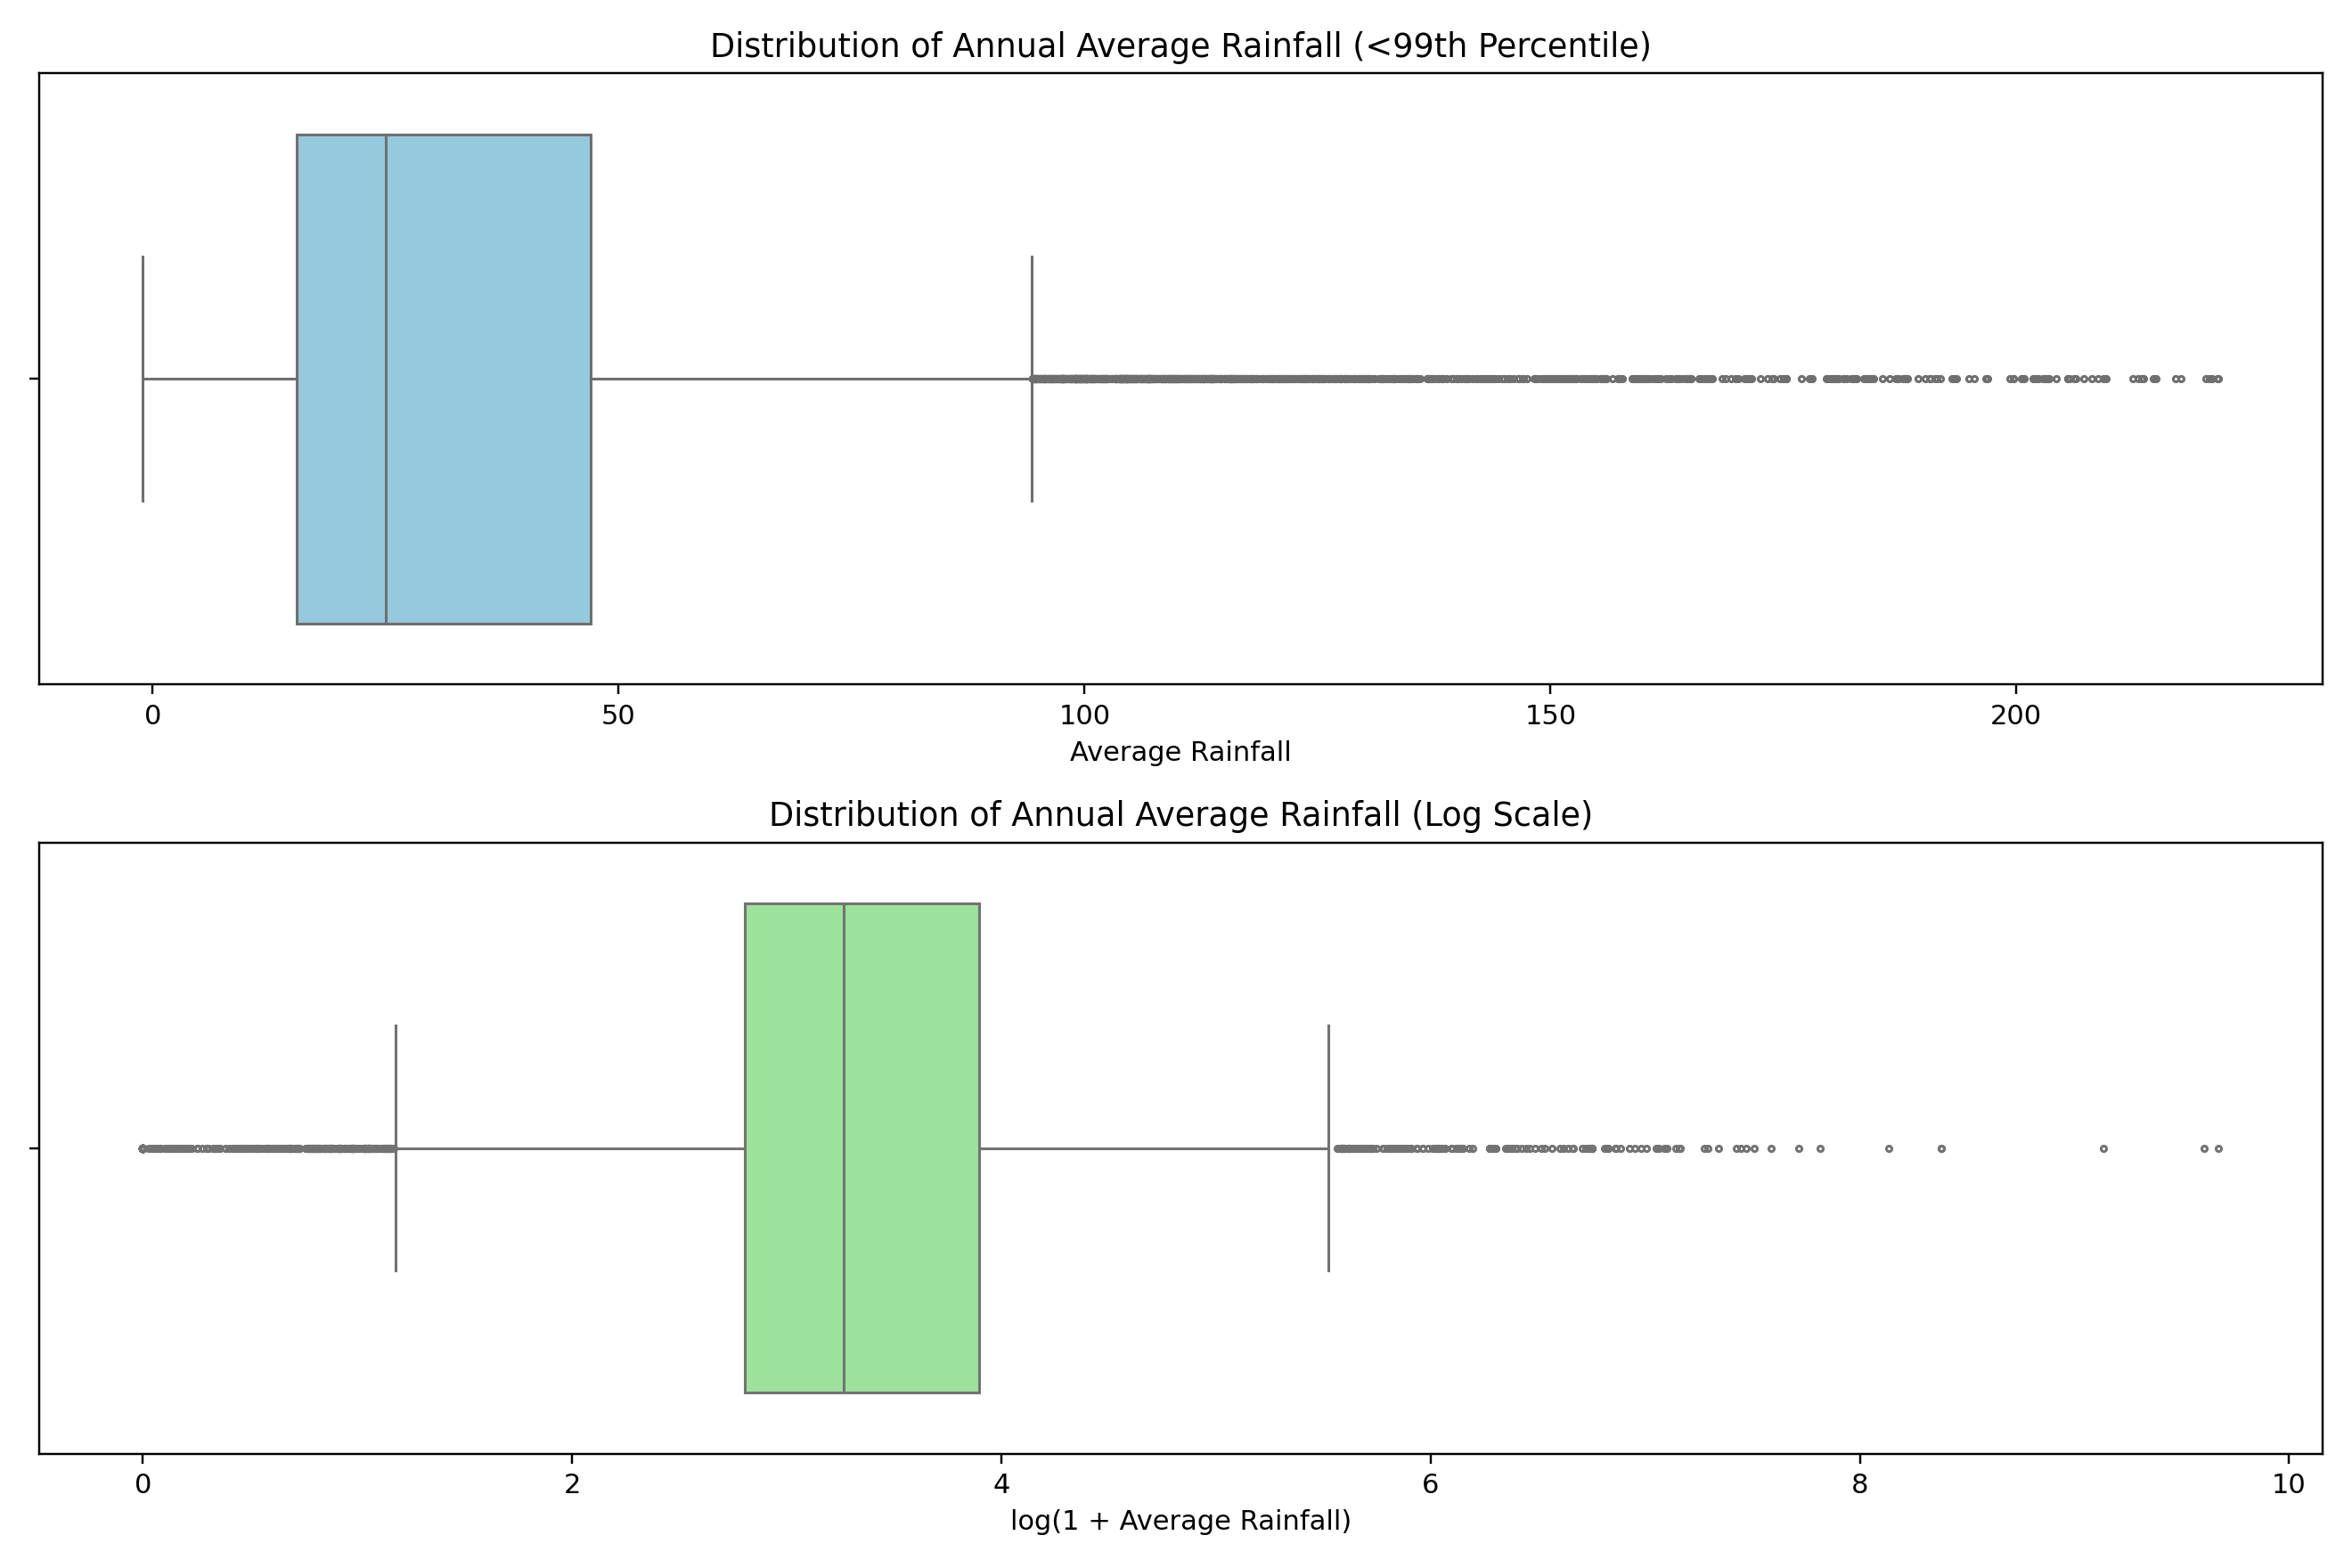 Distribution of Annual Average Rainfall (<99th Percentile)
0 50 100 150 200
Average Rainfall
Distribution of Annual Average Rainfall (Log Scale)
0 2 4 6 8 10
log(1 + Average Rainfall)